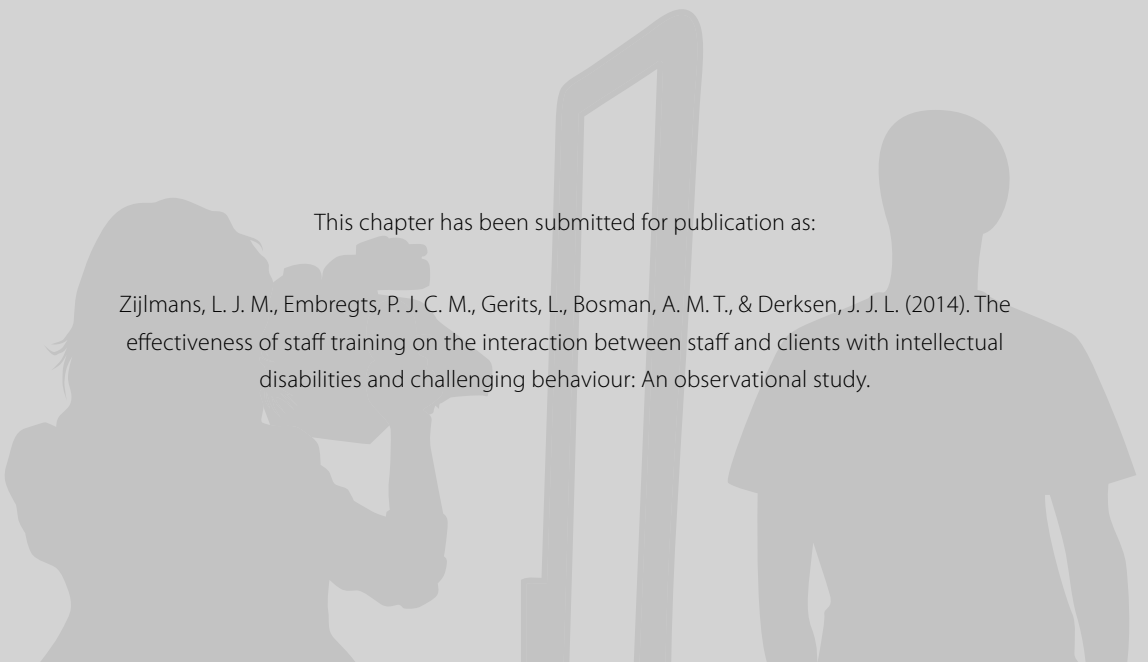 This chapter has been submitted for publication as:
Zijlmans, L. J. M., Embregts, P. J. C. M., Gerits, L., Bosman, A. M. T., & Derksen, J. J. L. (2014). The
effectiveness of staff training on the interaction between staff and clients with intellectual
disabilities and challenging behaviour: An observational study.